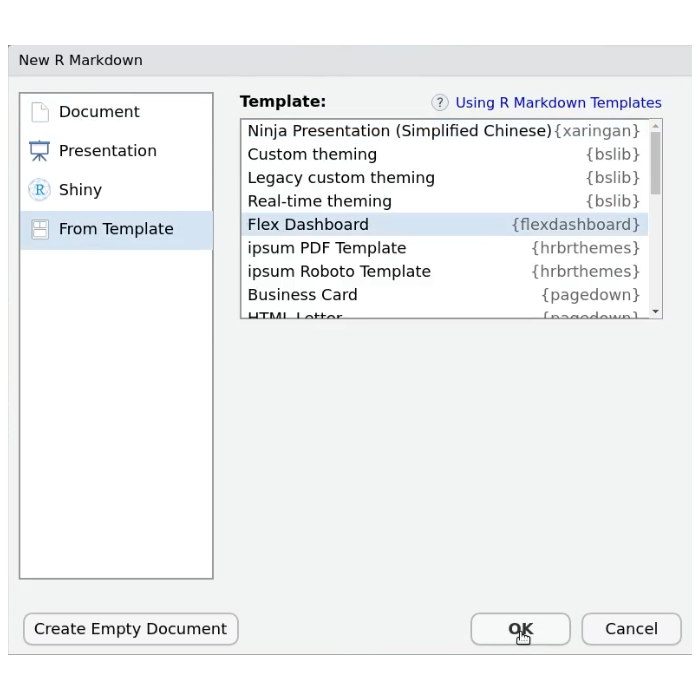 New R Markdown
Document
Presentation
R Shiny
From Template
Template:
? Using R Markdown Templates
Ninja Presentation (Simplified Chinese) {xaringan}
Custom theming {bslib}
Legacy custom theming {bslib}
Real-time theming {bslib}
Flex Dashboard {flexdashboard}
ipsum PDF Template {hrbrthemes}
ipsum Roboto Template {hrbrthemes}
Business Card {pagedown}
HTML Letter {pagedown}
Create Empty Document
OK
Cancel